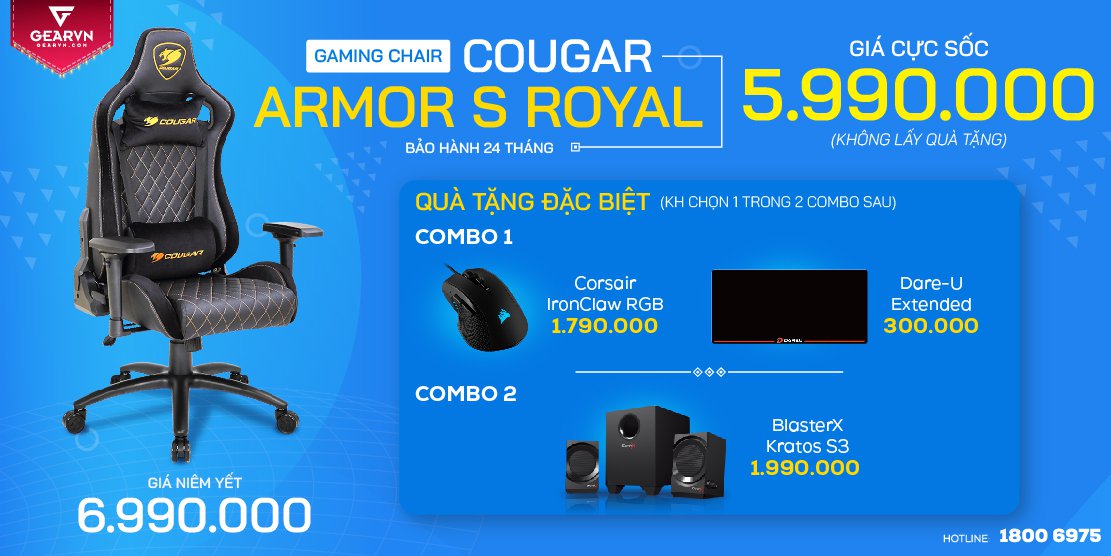 GEARVN
GEARVN.COM
GAMING CHAIR COUGAR
ARMOR S ROYAL
BẢO HÀNH 24 THÁNG
GIÁ CỰC SỐC
5.990.000
(KHÔNG LẤY QUÀ TẶNG)
COUGAR
COUGAR
COUGAR
QUÀ TẶNG ĐẶC BIỆT (KH CHỌN 1 TRONG 2 COMBO SAU)
COMBO 1
Corsair
IronClaw RGB
1.790.000
DAREU
Dare-U
Extended
300.000
COMBO 2
BlasterX
Kratos S3
1.990.000
GIÁ NIÊM YẾT
6.990.000
HOTLINE: 1800 6975